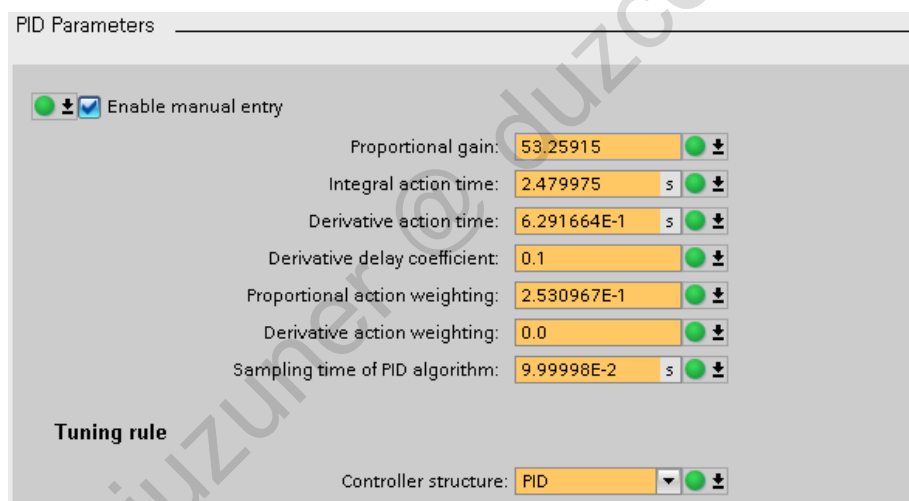 PID Parameters
Enable manual entry
Proportional gain: 53.25915
Integral action time: 2.479975 s
Derivative action time: 6.291664E-1 s
Derivative delay coefficient: 0.1
Proportional action weighting: 2.530967E-1
Derivative action weighting: 0.0
Sampling time of PID algorithm: 9.99998E-2 s
Tuning rule
Controller structure: PID